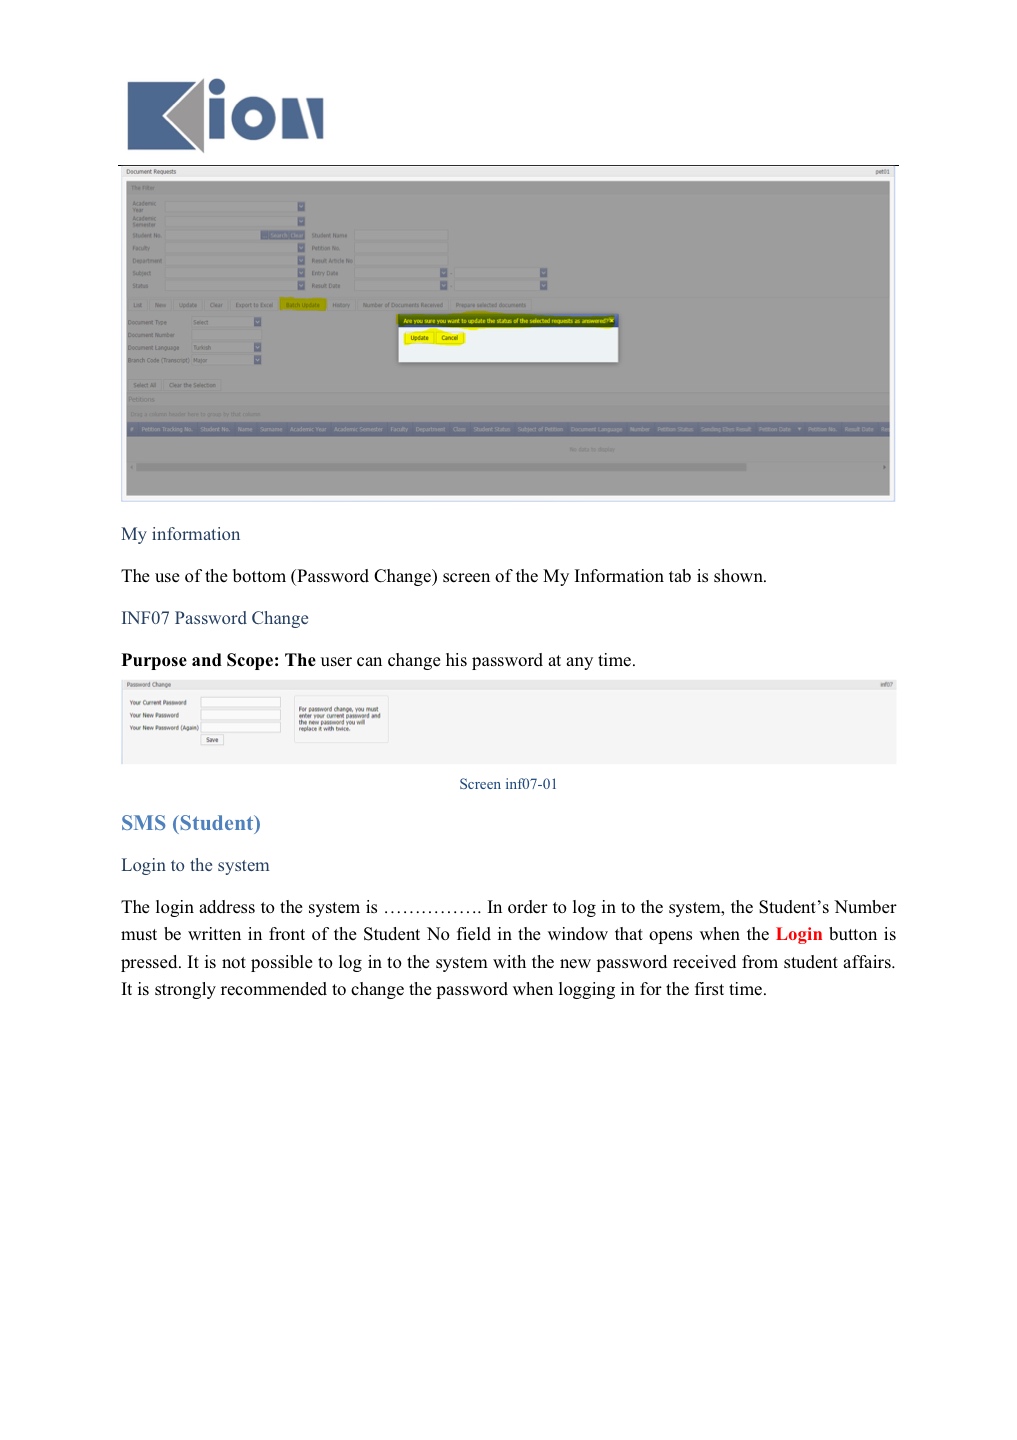 Kion
Document Requests pet01
The Filter
Academic
Year
Academic
Semester
Student No. ... Search Clear Student Name
Faculty Petition No.
Department Result Article No
Subject Entry Date
Status Result Data
List New Update Clear Export to Excel Batch Update History Number of Documents Received Prepare selected documents
Are you sure you want to update the status of the selected requests as answered?
Document Type Select Update Cancel
Document Number
Document Language Turkish
Branch Code (Transcript) Major
Select All Clear the Selection
Petitions
Drag a column header here to group by that column
# Petition Tracking No. Student No. Name Surname Academic Year Academic Semester Faculty Department Class Student Status Subject of Petition Document Language Number Petition Status Petition Date Petition No. Result Date
No data to display
My information
The use of the bottom (Password Change) screen of the My Information tab is shown.
INF07 Password Change
Purpose and Scope: The user can change his password at any time.
Password Change inf07
Your Current Password
Your New Password
Your New Password (Again)
Save
For password change, you must
enter your current password and
the new password you will
replace it with twice.
Screen inf07-01
SMS (Student)
Login to the system
The login address to the system is ……………. In order to log in to the system, the Student’s Number
must be written in front of the Student No field in the window that opens when the Login button is
pressed. It is not possible to log in to the system with the new password received from student affairs.
It is strongly recommended to change the password when logging in for the first time.